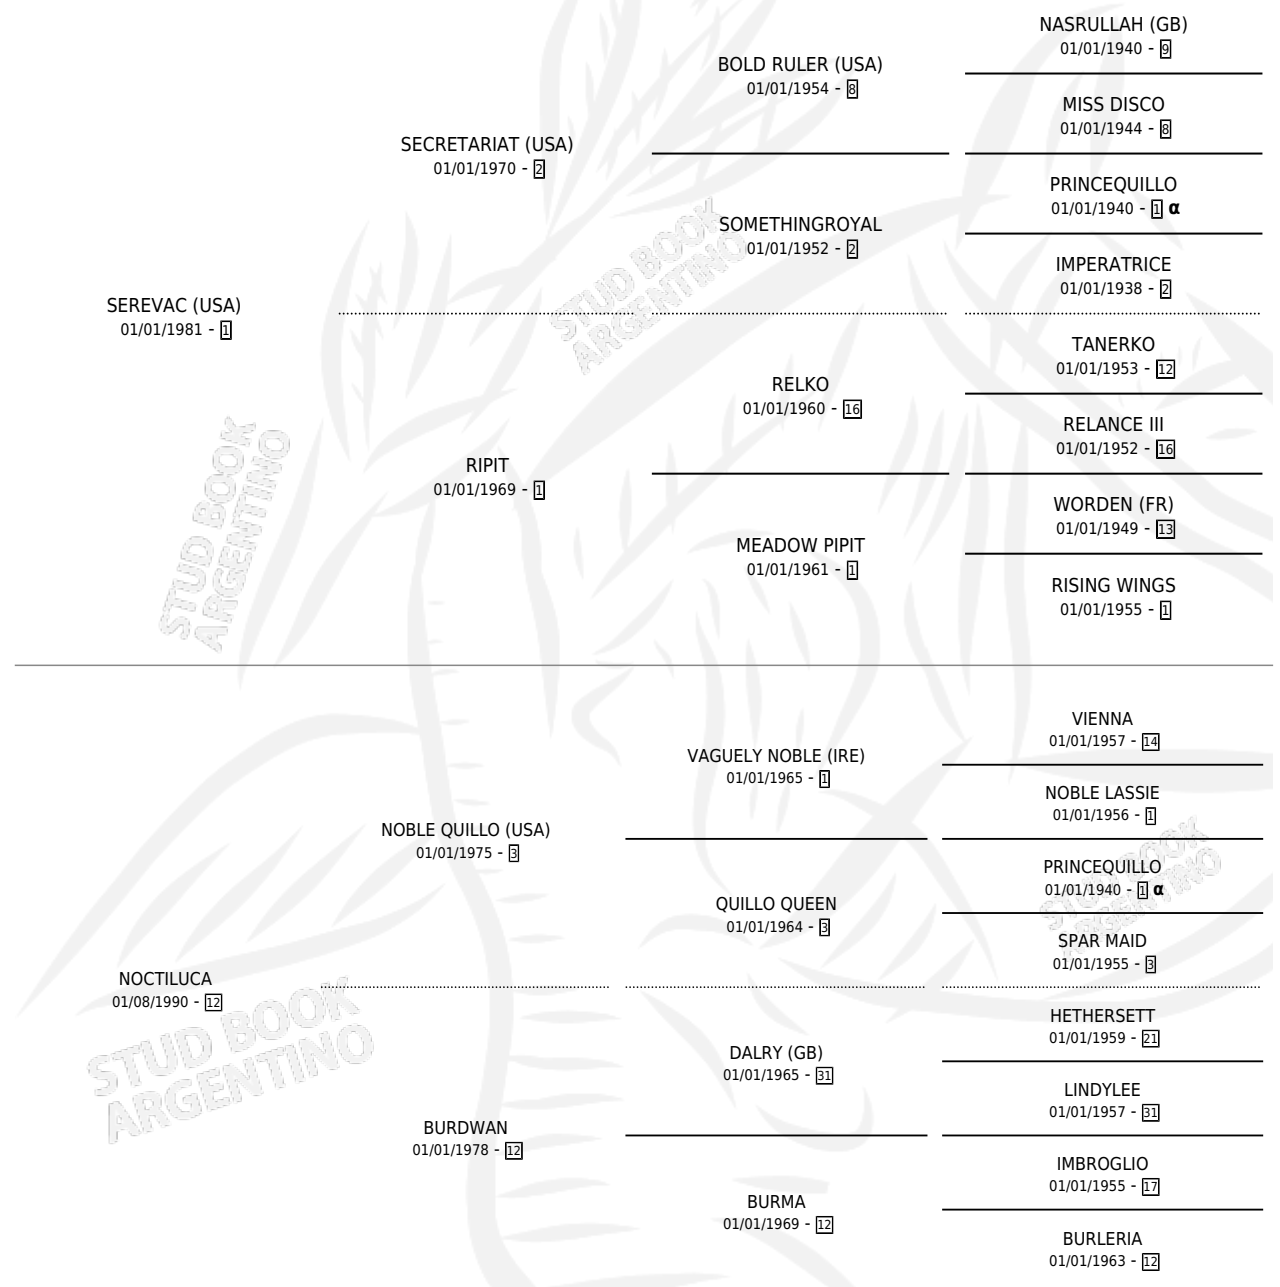 NASRULLAH (GB)
01/01/1940 - 9
BOLD RULER (USA)
01/01/1954 - 8
MISS DISCO
01/01/1944 - 8
SECRETARIAT (USA)
01/01/1970 - 2
PRINCEQUILLO
01/01/1940 - 1 α
SOMETHINGROYAL
01/01/1952 - 2
IMPERATRICE
01/01/1938 - 2
SEREVAC (USA)
01/01/1981 - 1
TANERKO
01/01/1953 - 12
RELKO
01/01/1960 - 16
RELANCE III
01/01/1952 - 16
RIPIT
01/01/1969 - 1
WORDEN (FR)
01/01/1949 - 13
MEADOW PIPIT
01/01/1961 - 1
RISING WINGS
01/01/1955 - 1
VIENNA
01/01/1957 - 14
VAGUELY NOBLE (IRE)
01/01/1965 - 1
NOBLE LASSIE
01/01/1956 - 1
NOBLE QUILLO (USA)
01/01/1975 - 3
PRINCEQUILLO
01/01/1940 - 1 α
QUILLO QUEEN
01/01/1964 - 3
SPAR MAID
01/01/1955 - 3
NOCTILUCA
01/08/1990 - 12
HETHERSETT
01/01/1959 - 21
DALRY (GB)
01/01/1965 - 31
LINDYLEE
01/01/1957 - 31
BURDWAN
01/01/1978 - 12
IMBROGLIO
01/01/1955 - 17
BURMA
01/01/1969 - 12
BURLERIA
01/01/1963 - 12
STUD BOOK
ARGENTINO
STUD BOOK
ARGENTINO
STUD BOOK
ARGENTINO
STUD BOOK
ARGENTINO